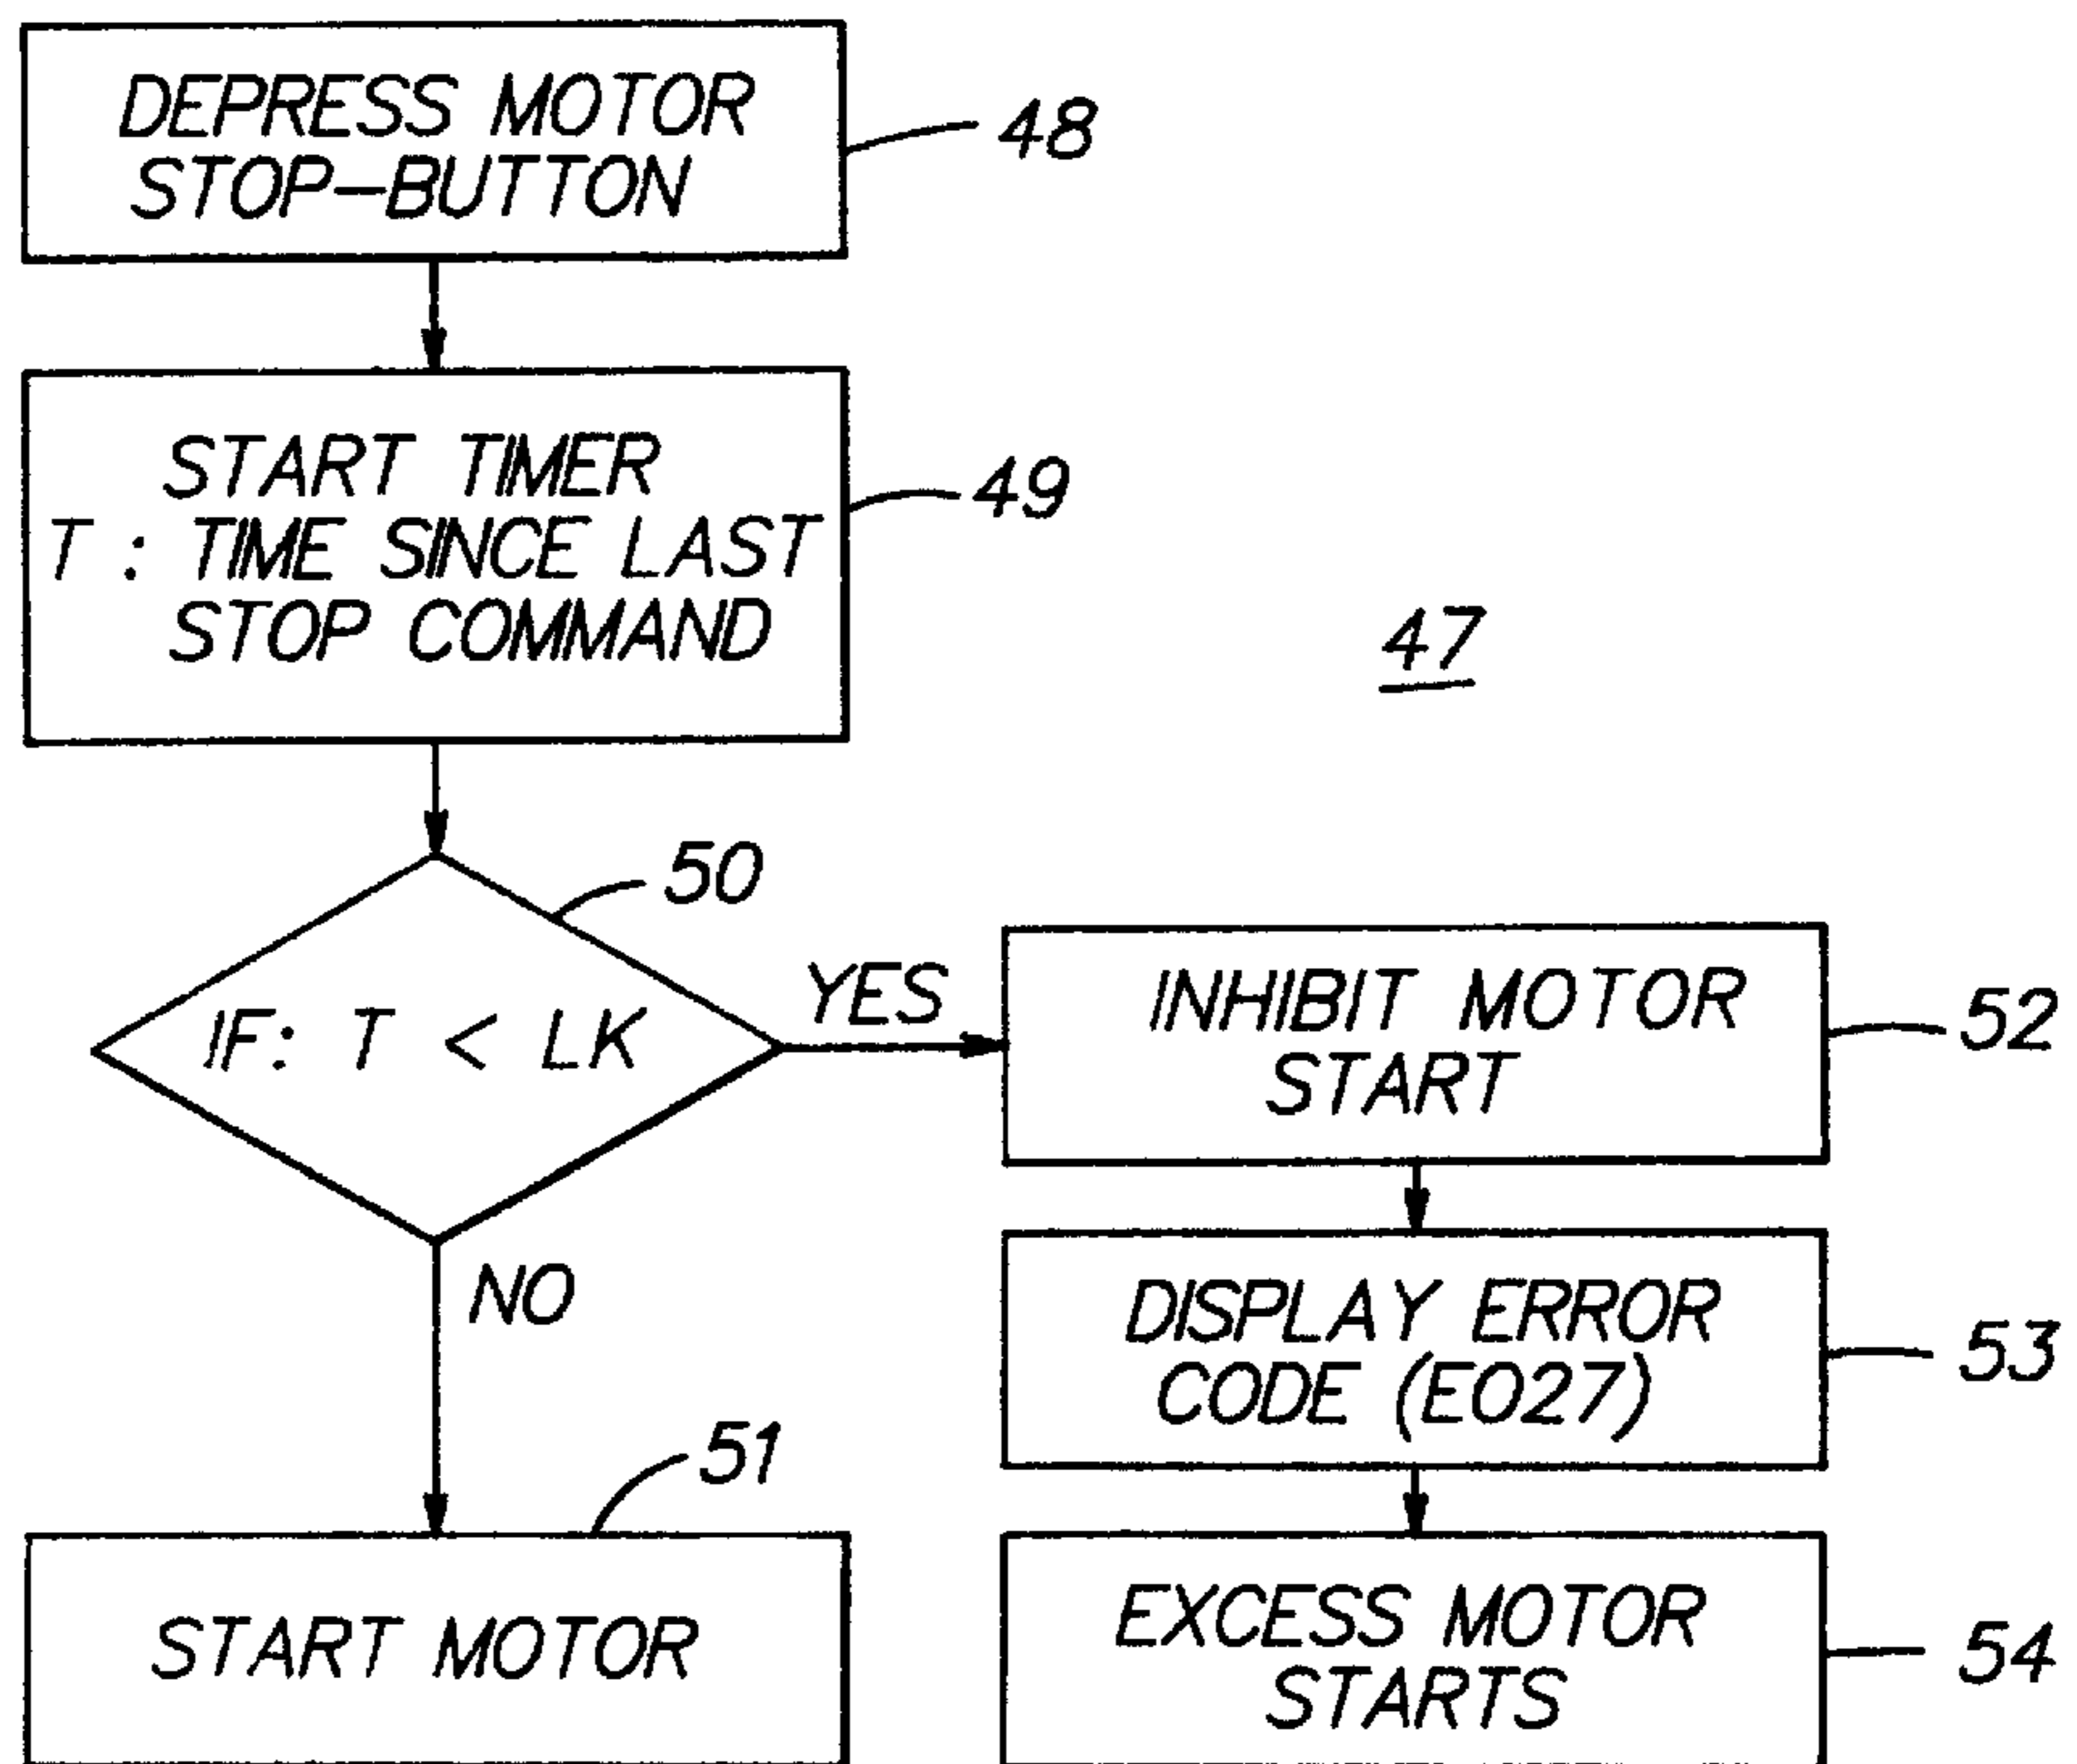 DEPRESS MOTOR
STOP-BUTTON
48
START TIMER
T : TIME SINCE LAST
STOP COMMAND
49
47
50
IF: T < LK
YES
NO
INHIBIT MOTOR
START
52
DISPLAY ERROR
CODE (E027)
53
51
START MOTOR
EXCESS MOTOR
STARTS
54